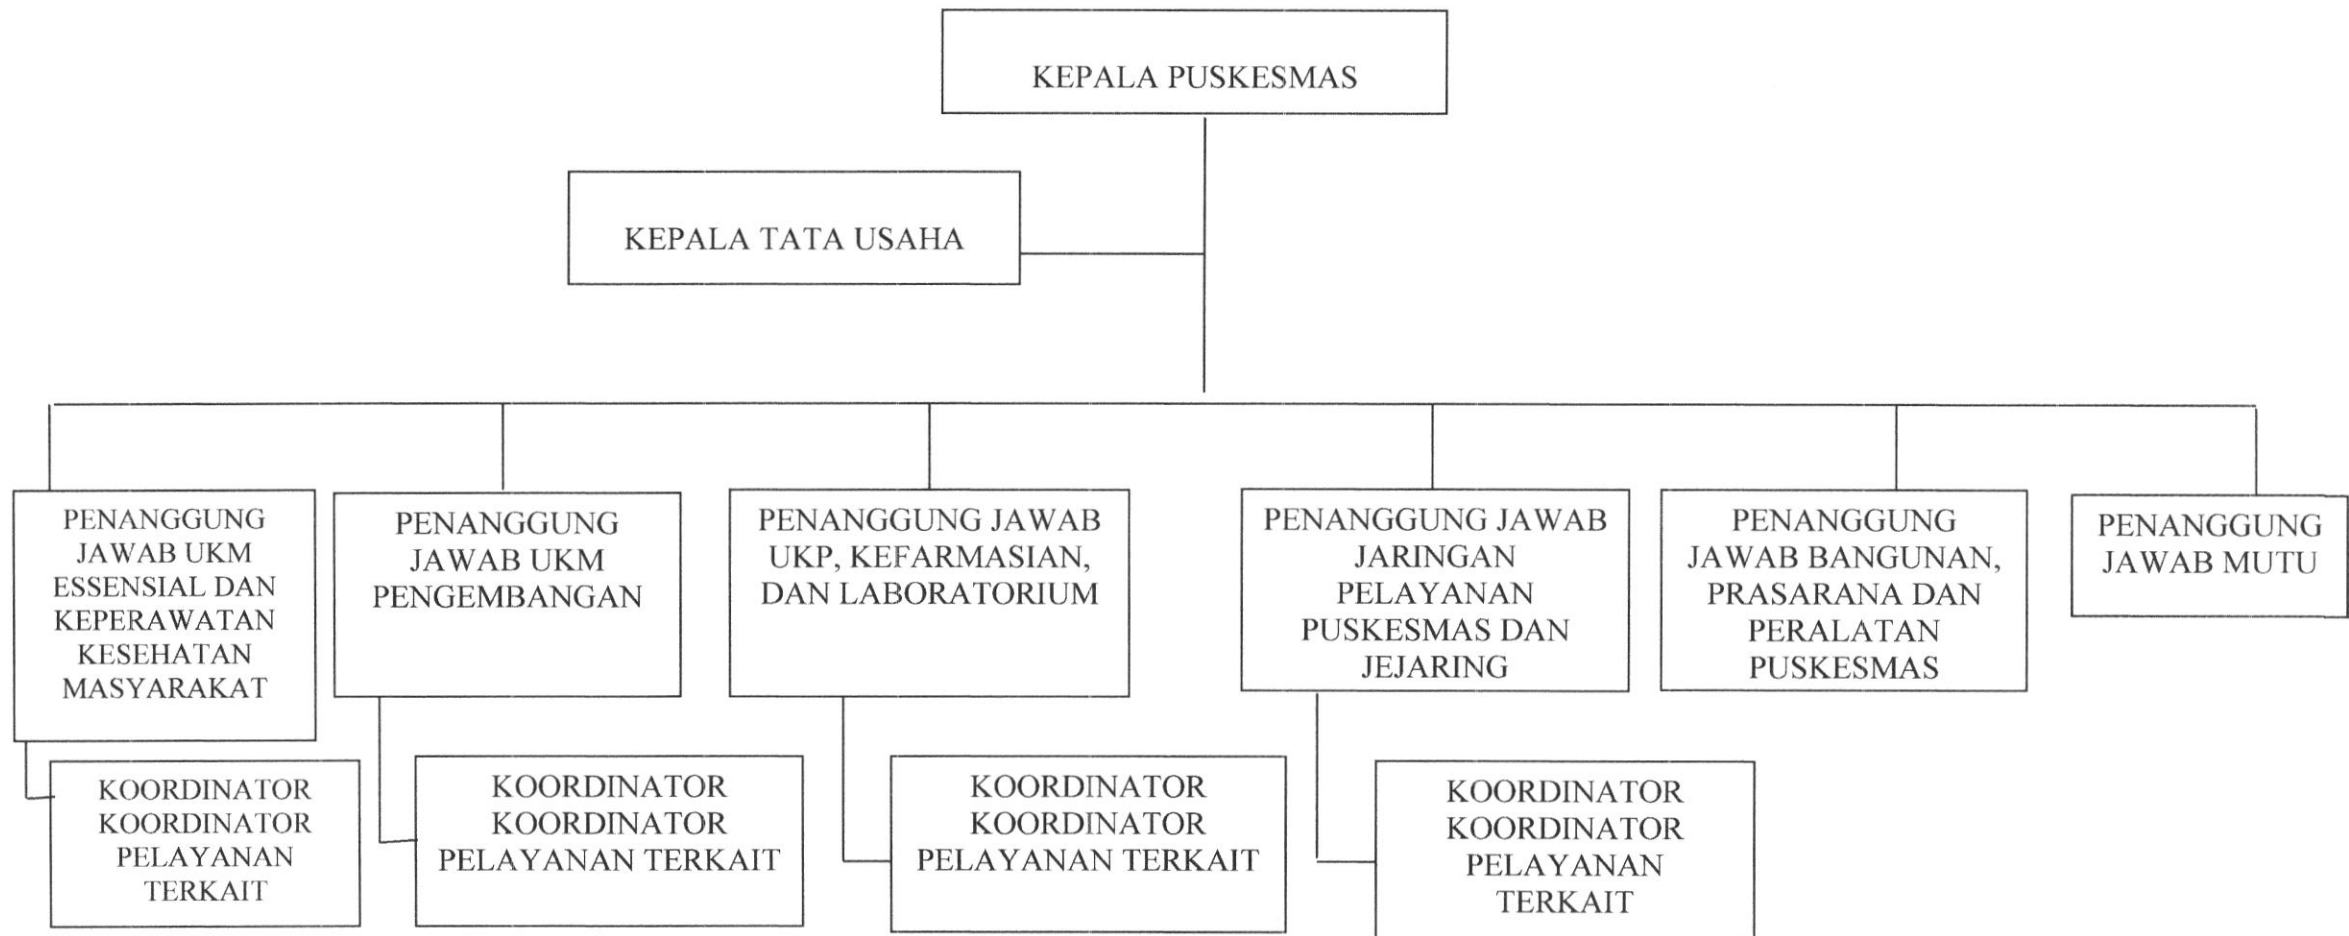 KEPALA PUSKESMAS
KEPALA TATA USAHA
PENANGGUNG
JAWAB UKM
ESSENSIAL DAN
KEPERAWATAN
KESEHATAN
MASYARAKAT
PENANGGUNG
JAWAB UKM
PENGEMBANGAN
PENANGGUNG JAWAB
UKP, KEFARMASIAN,
DAN LABORATORIUM
PENANGGUNG JAWAB
JARINGAN
PELAYANAN
PUSKESMAS DAN
JEJARING
PENANGGUNG
JAWAB BANGUNAN,
PRASARANA DAN
PERALATAN
PUSKESMAS
PENANGGUNG
JAWAB MUTU
KOORDINATOR
KOORDINATOR
PELAYANAN
TERKAIT
KOORDINATOR
KOORDINATOR
PELAYANAN TERKAIT
KOORDINATOR
KOORDINATOR
PELAYANAN TERKAIT
KOORDINATOR
KOORDINATOR
PELAYANAN
TERKAIT